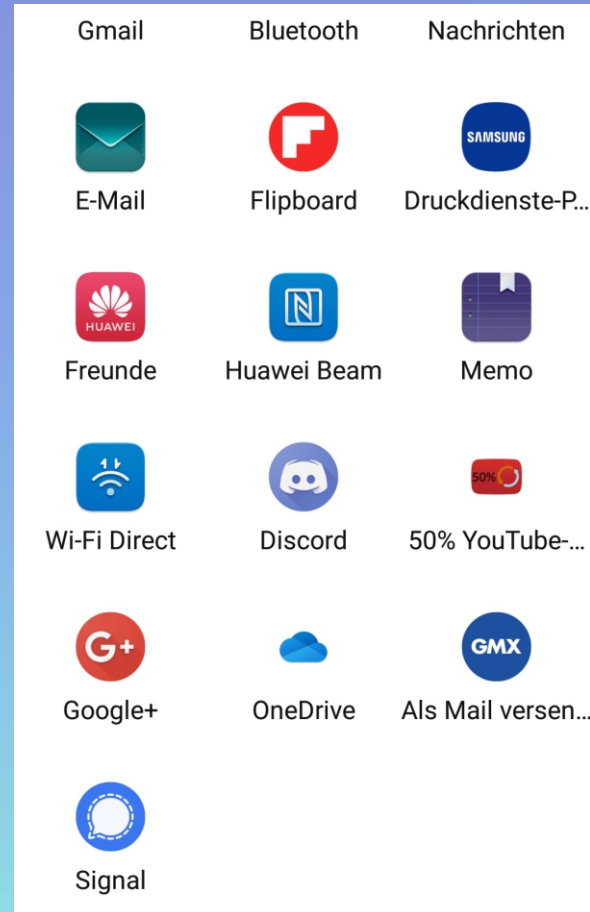 Gmail Bluetooth Nachrichten
SAMSUNG
E-Mail Flipboard Druckdienste-P...
HUAWEI
Freunde Huawei Beam Memo
50%
Wi-Fi Direct Discord 50% YouTube-...
G+ GMX
Google+ OneDrive Als Mail versen...
Signal